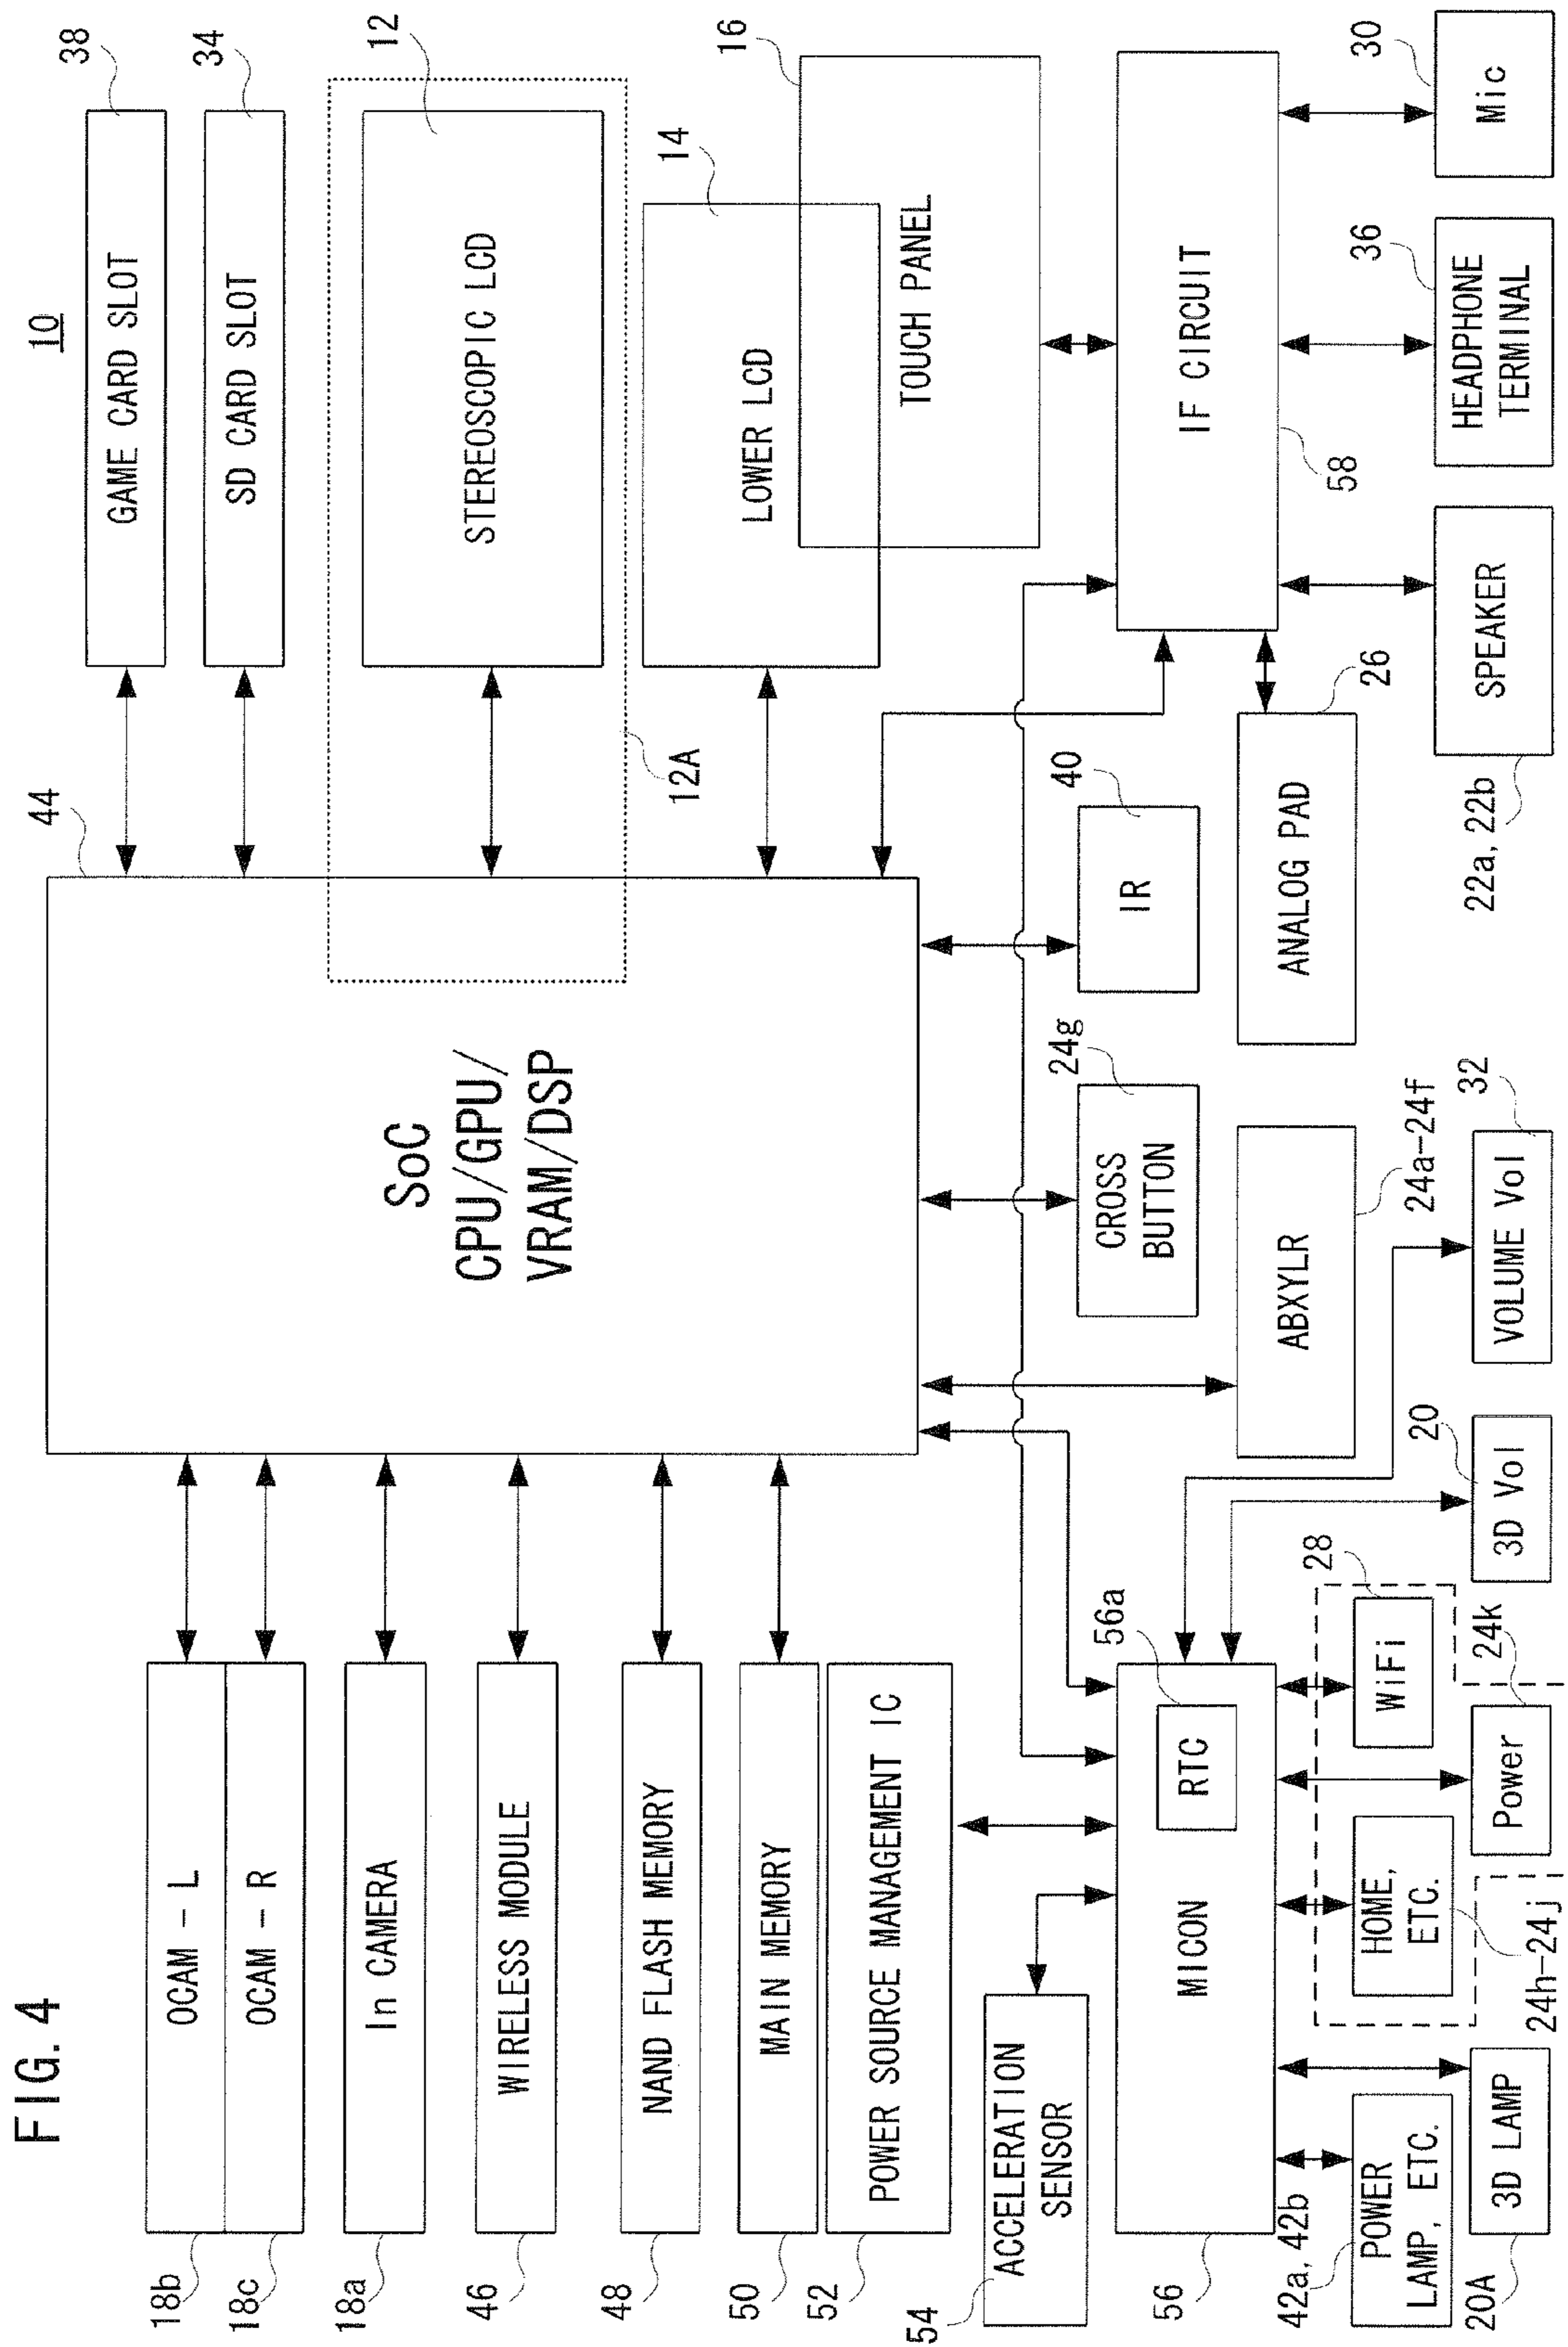 FIG. 4
10
18b
OCAM - L
18c
OCAM - R
18a
In CAMERA
46
WIRELESS MODULE
48
NAND FLASH MEMORY
50
MAIN MEMORY
52
POWER SOURCE MANAGEMENT IC
44
SoC
CPU/GPU/
VRAM/DSP
GAME CARD SLOT
38
SD CARD SLOT
34
STEREOSCOPIC LCD
12
12A
LOWER LCD
14
TOUCH PANEL
16
54
ACCELERATION
SENSOR
CROSS
BUTTON
24g
IR
40
ABXYLR
24a-24f
ANALOG PAD
26
IF CIRCUIT
58
56
MICON
RTC
56a
42a, 42b
POWER
LAMP, ETC.
3D LAMP
20A
HOME,
ETC.
24h-24j
WiFi
28
Power
24k
3D Vol
20
VOLUME Vol
32
SPEAKER
22a, 22b
HEADPHONE
TERMINAL
36
Mic
30